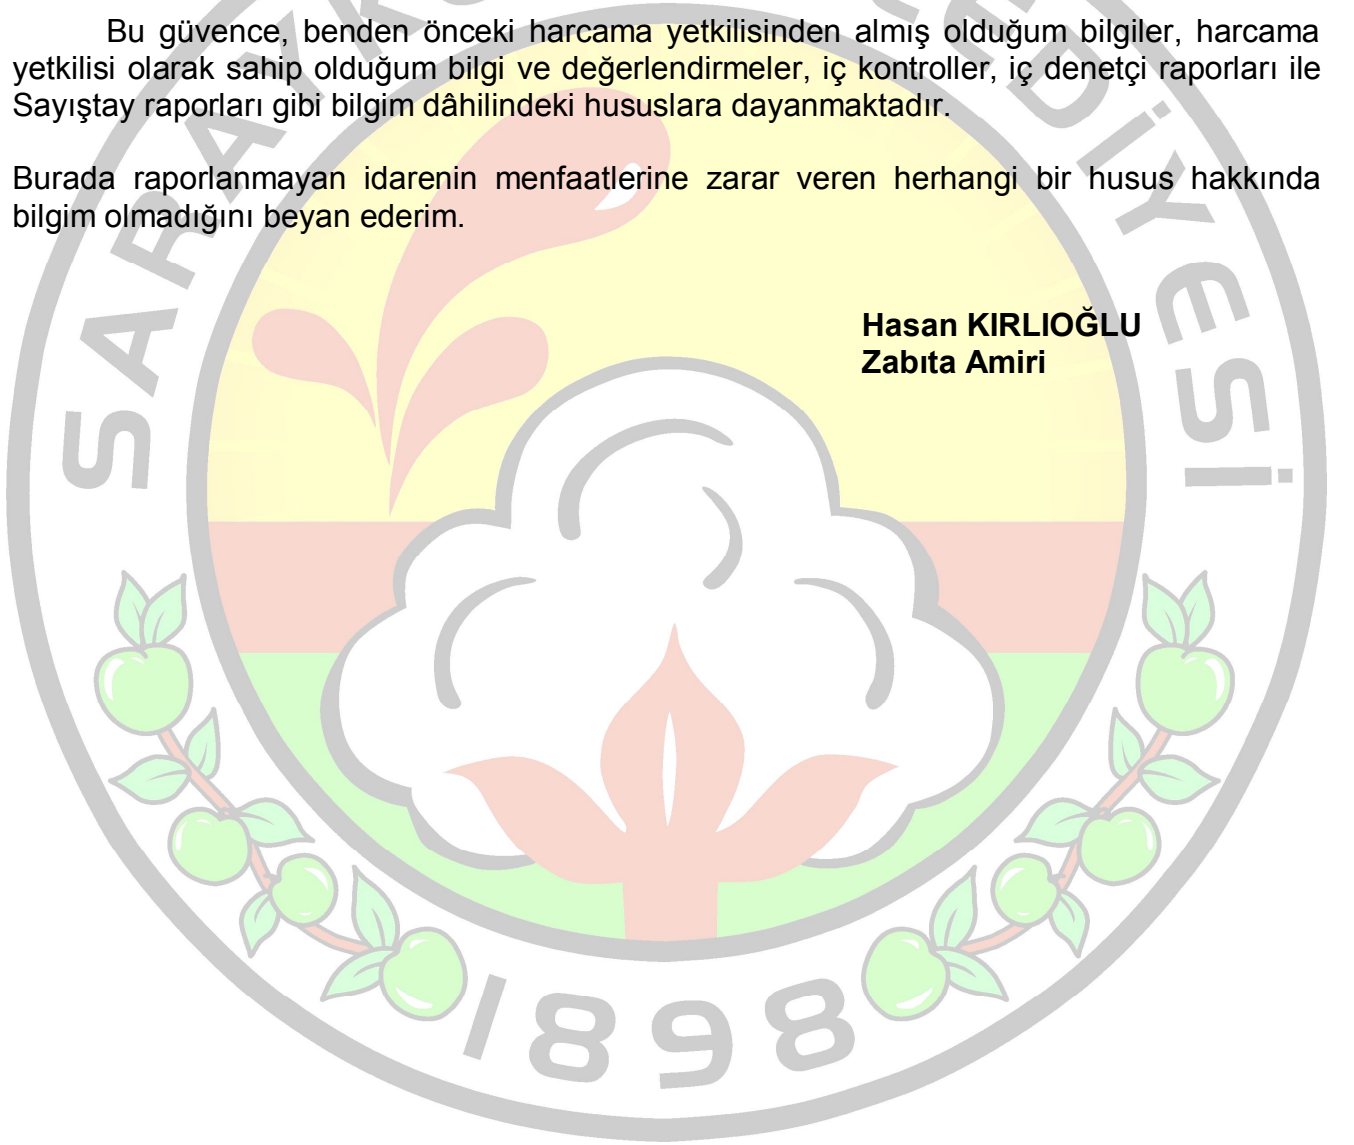 Bu güvence, benden önceki harcama yetkilisinden almış olduğum bilgiler, harcama
yetkilisi olarak sahip olduğum bilgi ve değerlendirmeler, iç kontroller, iç denetçi raporları ile
Sayıştay raporları gibi bilgim dâhilindeki hususlara dayanmaktadır.
Burada raporlanmayan idarenin menfaatlerine zarar veren herhangi bir husus hakkında
bilgim olmadığını beyan ederim.
Hasan KIRLIOĞLU
Zabıta Amiri
1898